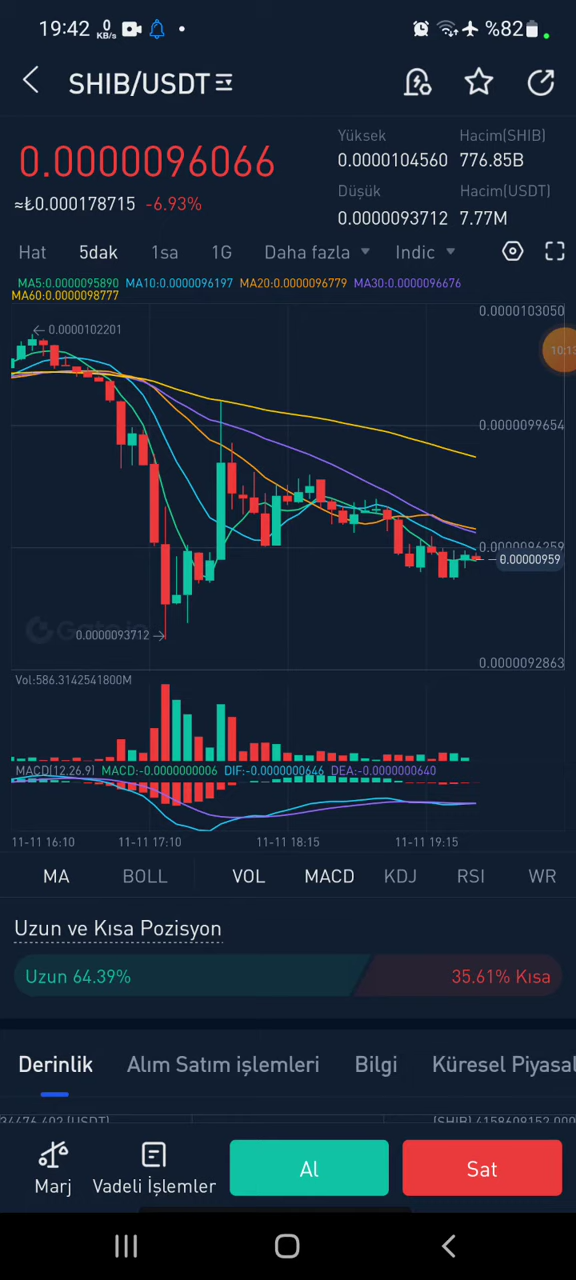 19:42 0 KB/s %82
SHIB/USDT
0.0000096066
≈₺0.000178715 -6.93%
Yüksek Hacim(SHIB)
0.0000104560 776.85B
Düşük Hacim(USDT)
0.0000093712 7.77M
Hat 5dak 1sa 1G Daha fazla Indic
MA5:0.0000095890 MA10:0.0000096197 MA20:0.0000096779 MA30:0.0000096676
MA60:0.0000098777
0.0000103050
0.0000102201
0.0000099654
0.00000959
0.0000093712
0.0000092863
Vol:586.3142541800M
MACD(12,26,9) MACD:-0.0000000006 DIF:-0.0000000646 DEA:-0.0000000640
11-11 16:10 11-11 17:10 11-11 18:15 11-11 19:15
MA BOLL VOL MACD KDJ RSI WR
Uzun ve Kısa Pozisyon
Uzun 64.39% 35.61% Kısa
Derinlik Alım Satım işlemleri Bilgi Küresel Piyasal
Marj Vadeli İşlemler Al Sat